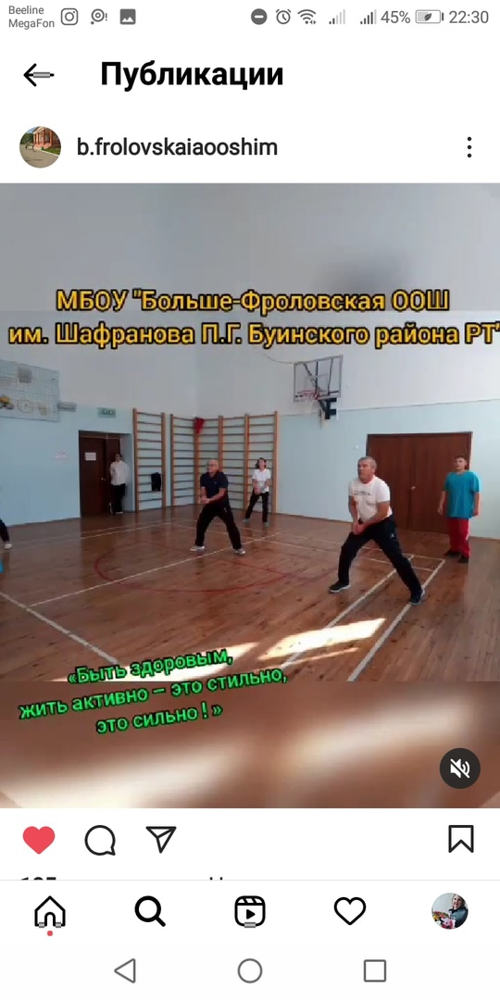 Beeline
MegaFon
45%
22:30
Публикации
b.frolovskaiaooshim
МБОУ "Больше-Фроловская ООШ
им. Шафранова П.Г. Буинского района РТ"
«Быть здоровым,
жить активно – это стильно,
это сильно ! »